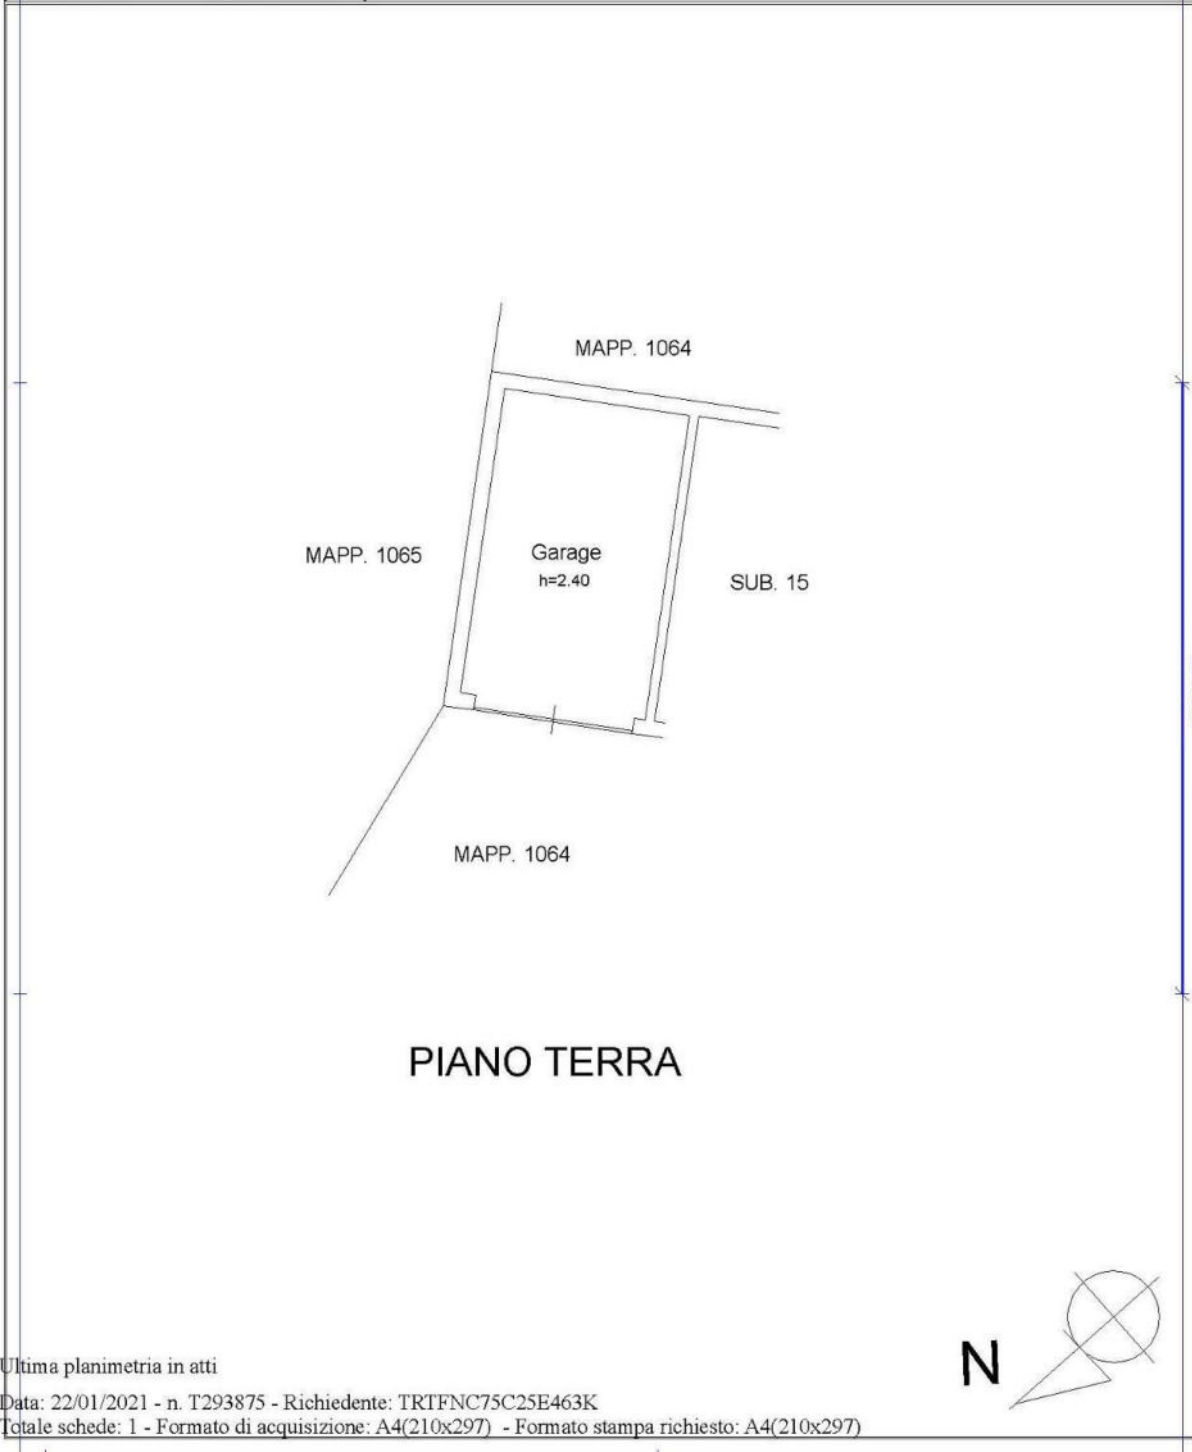 MAPP. 1064
MAPP. 1065
Garage
h=2.40
SUB. 15
MAPP. 1064
PIANO TERRA
N
Ultima planimetria in atti
Data: 22/01/2021 - n. T293875 - Richiedente: TRTFNC75C25E463K
Totale schede: 1 - Formato di acquisizione: A4(210x297) - Formato stampa richiesto: A4(210x297)